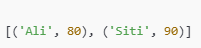 [('Ali', 80), ('Siti', 90)]